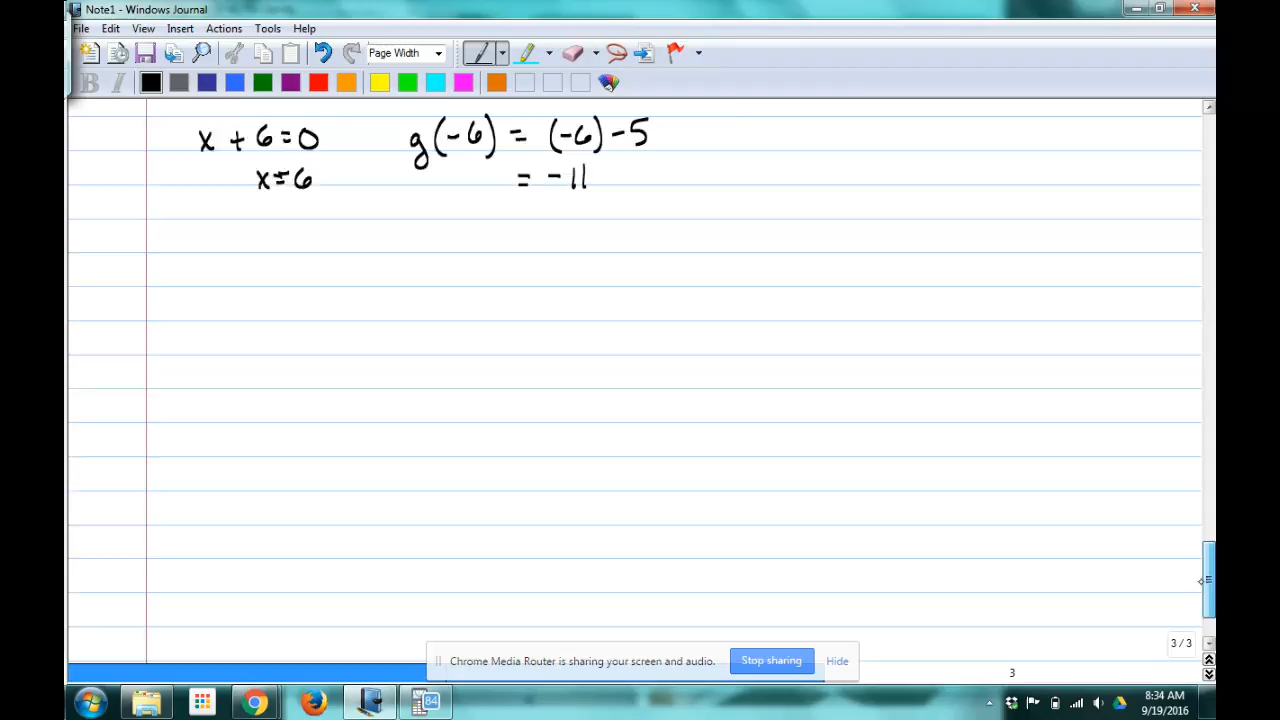 Note1 - Windows Journal
File Edit View Insert Actions Tools Help
Page Width
B I
x + 6 = 0 g(-6) = (-6) - 5
x = 6 = -11
3 / 3
Chrome Media Router is sharing your screen and audio. Stop sharing Hide
3
84
8:34 AM
9/19/2016